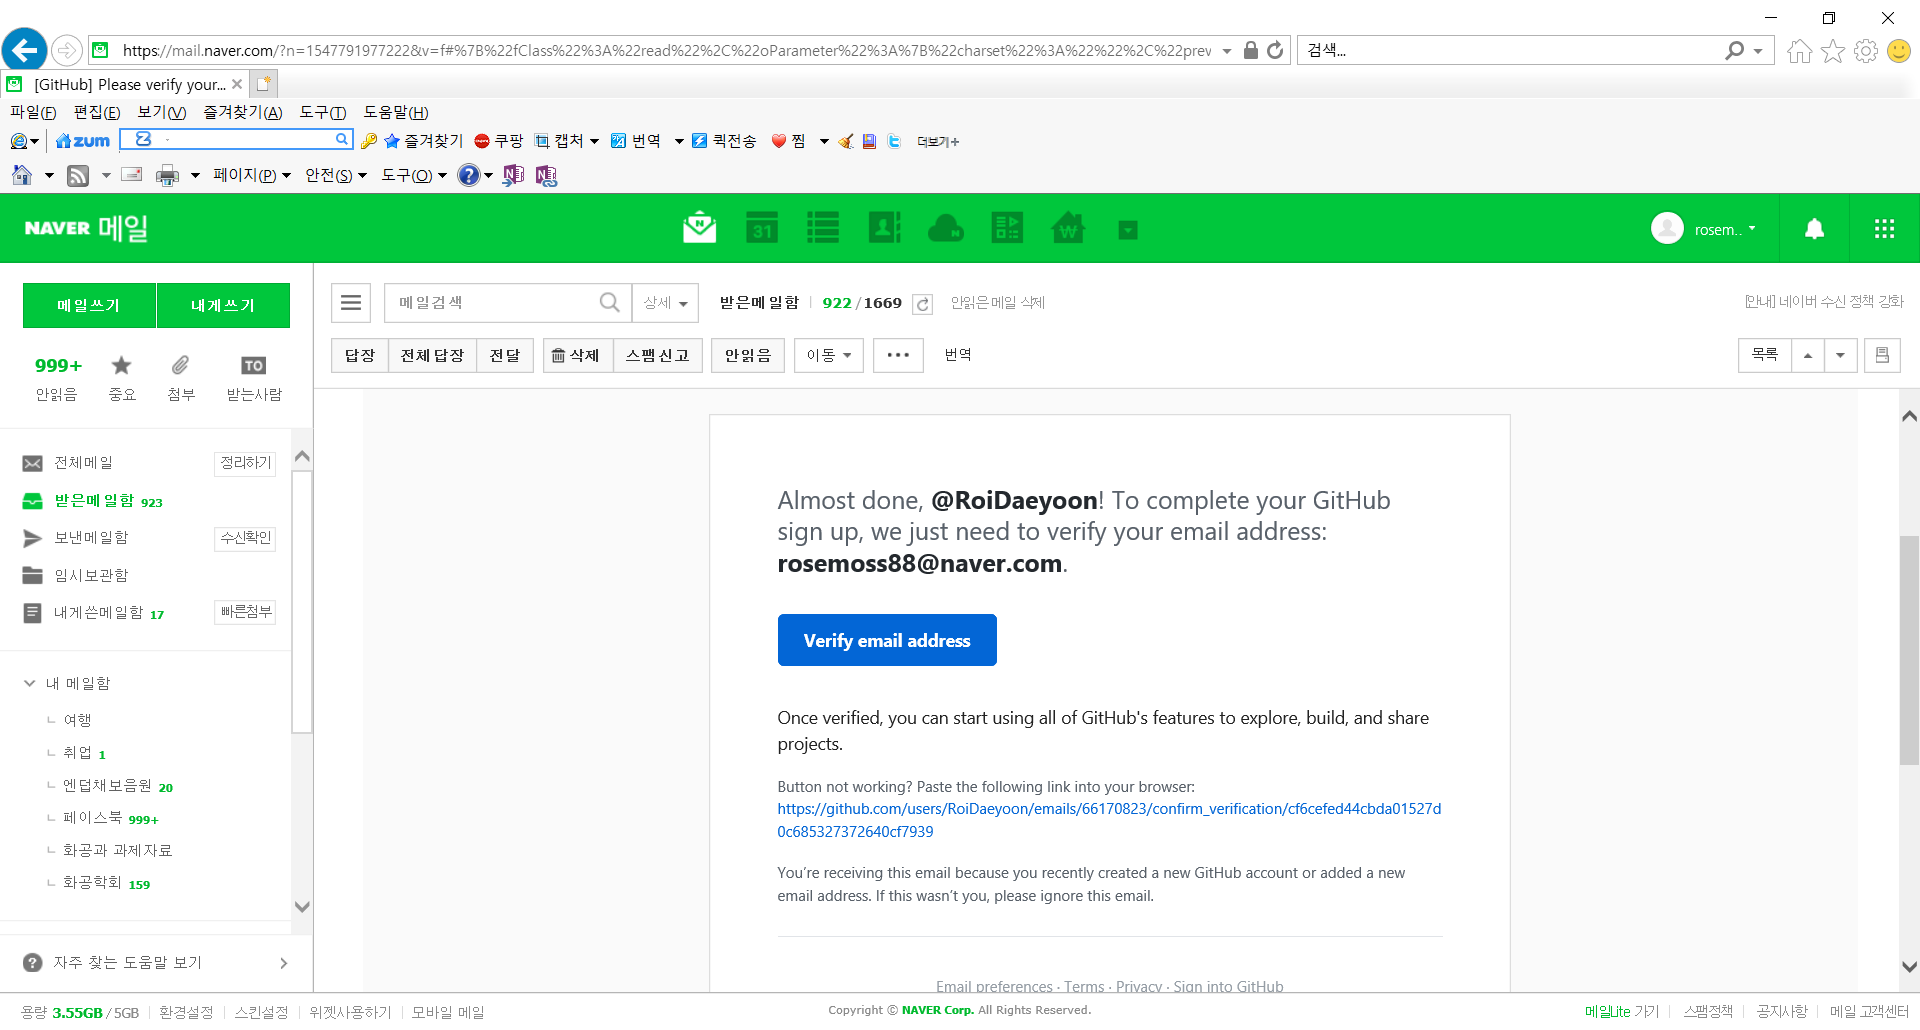 https://mail.naver.com/?n=1547791977222&v=f#%7B%22fClass%22%3A%22read%22%2C%22oParameter%22%3A%7B%22charset%22%3A%22%22%2C%22prev
검색...
[GitHub] Please verify your...
파일(F) 편집(E) 보기(V) 즐겨찾기(A) 도구(T) 도움말(H)
zum 즐겨찾기 쿠팡 캡처 번역 퀵전송 찜 더보기+
페이지(P) 안전(S) 도구(O)
NAVER 메일
31
rosem..
메일쓰기 내게쓰기
메일검색 상세 받은메일함 922/1669 안읽은메일 삭제 [안내] 네이버 수신 정책 강화
답장 전체답장 전달 삭제 스팸신고 안읽음 이동 ••• 번역 목록
999+ TO
안읽음 중요 첨부 받는사람
전체메일 정리하기
받은메일함 923
보낸메일함 수신확인
임시보관함
내게쓴메일함 17 빠른첨부
내 메일함
여행
취업 1
엔덥채보음원 20
페이스북 999+
화공과 과제자료
화공학회 159
자주 찾는 도움말 보기
Almost done, @RoiDaeyoon! To complete your GitHub
sign up, we just need to verify your email address:
rosemoss88@naver.com.
Verify email address
Once verified, you can start using all of GitHub's features to explore, build, and share
projects.
Button not working? Paste the following link into your browser:
https://github.com/users/RoiDaeyoon/emails/66170823/confirm_verification/cf6cefed44cbda01527d
0c685327372640cf7939
You’re receiving this email because you recently created a new GitHub account or added a new
email address. If this wasn’t you, please ignore this email.
Email preferences · Terms · Privacy · Sign into GitHub
용량 3.55GB/5GB 환경설정 스킨설정 위젯사용하기 모바일 메일
Copyright © NAVER Corp. All Rights Reserved.
메일Lite 가기 스팸정책 공지사항 메일 고객센터